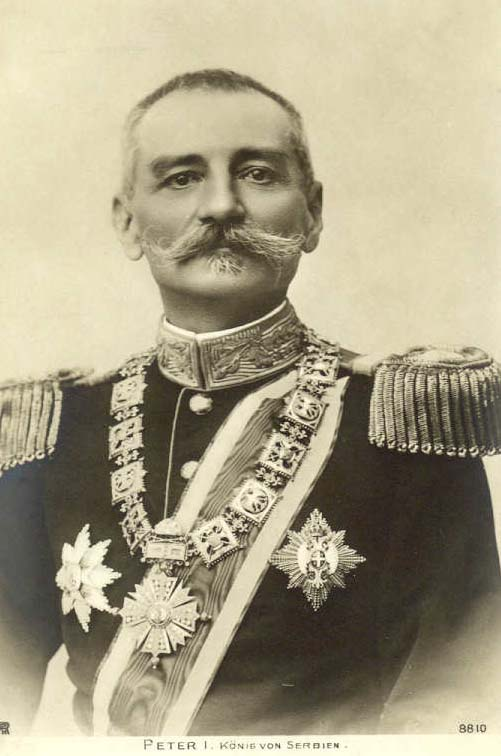 PETER I. KÖNIG VON SERBIEN.
8810